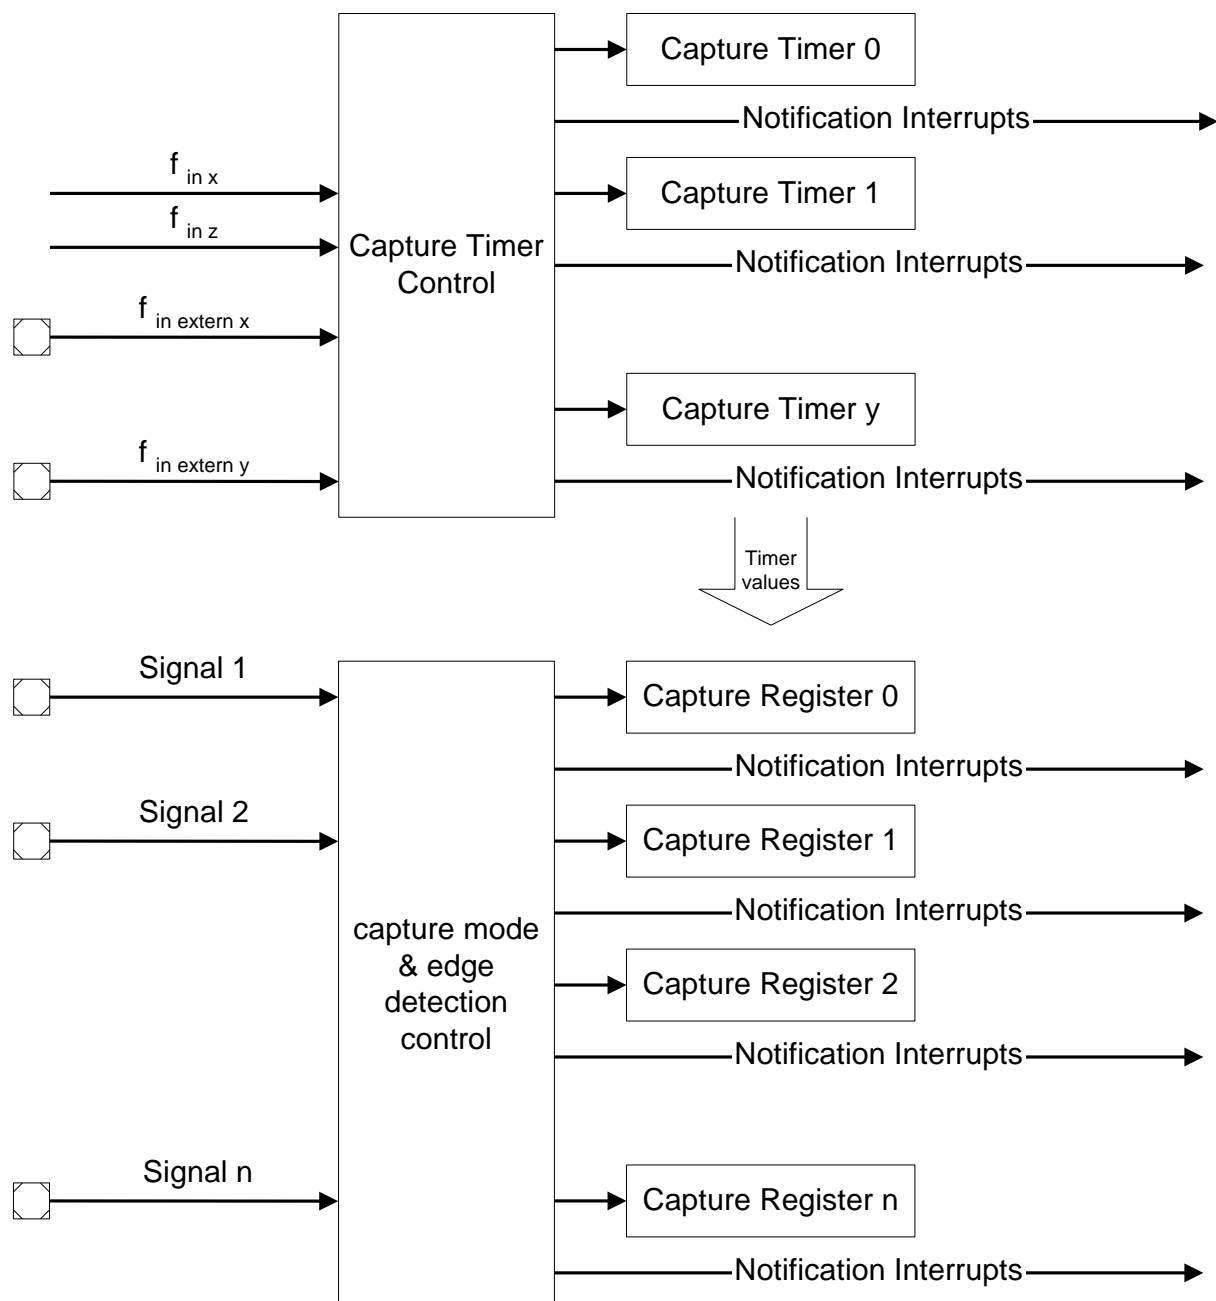 Capture Timer 0
Notification Interrupts
f in x
Capture Timer 1
f in z
Capture Timer
Control
Notification Interrupts
f in extern x
Capture Timer y
f in extern y
Notification Interrupts
Timer
values
Signal 1
Capture Register 0
Notification Interrupts
Signal 2
Capture Register 1
Notification Interrupts
capture mode
& edge
detection
control
Capture Register 2
Notification Interrupts
Signal n
Capture Register n
Notification Interrupts